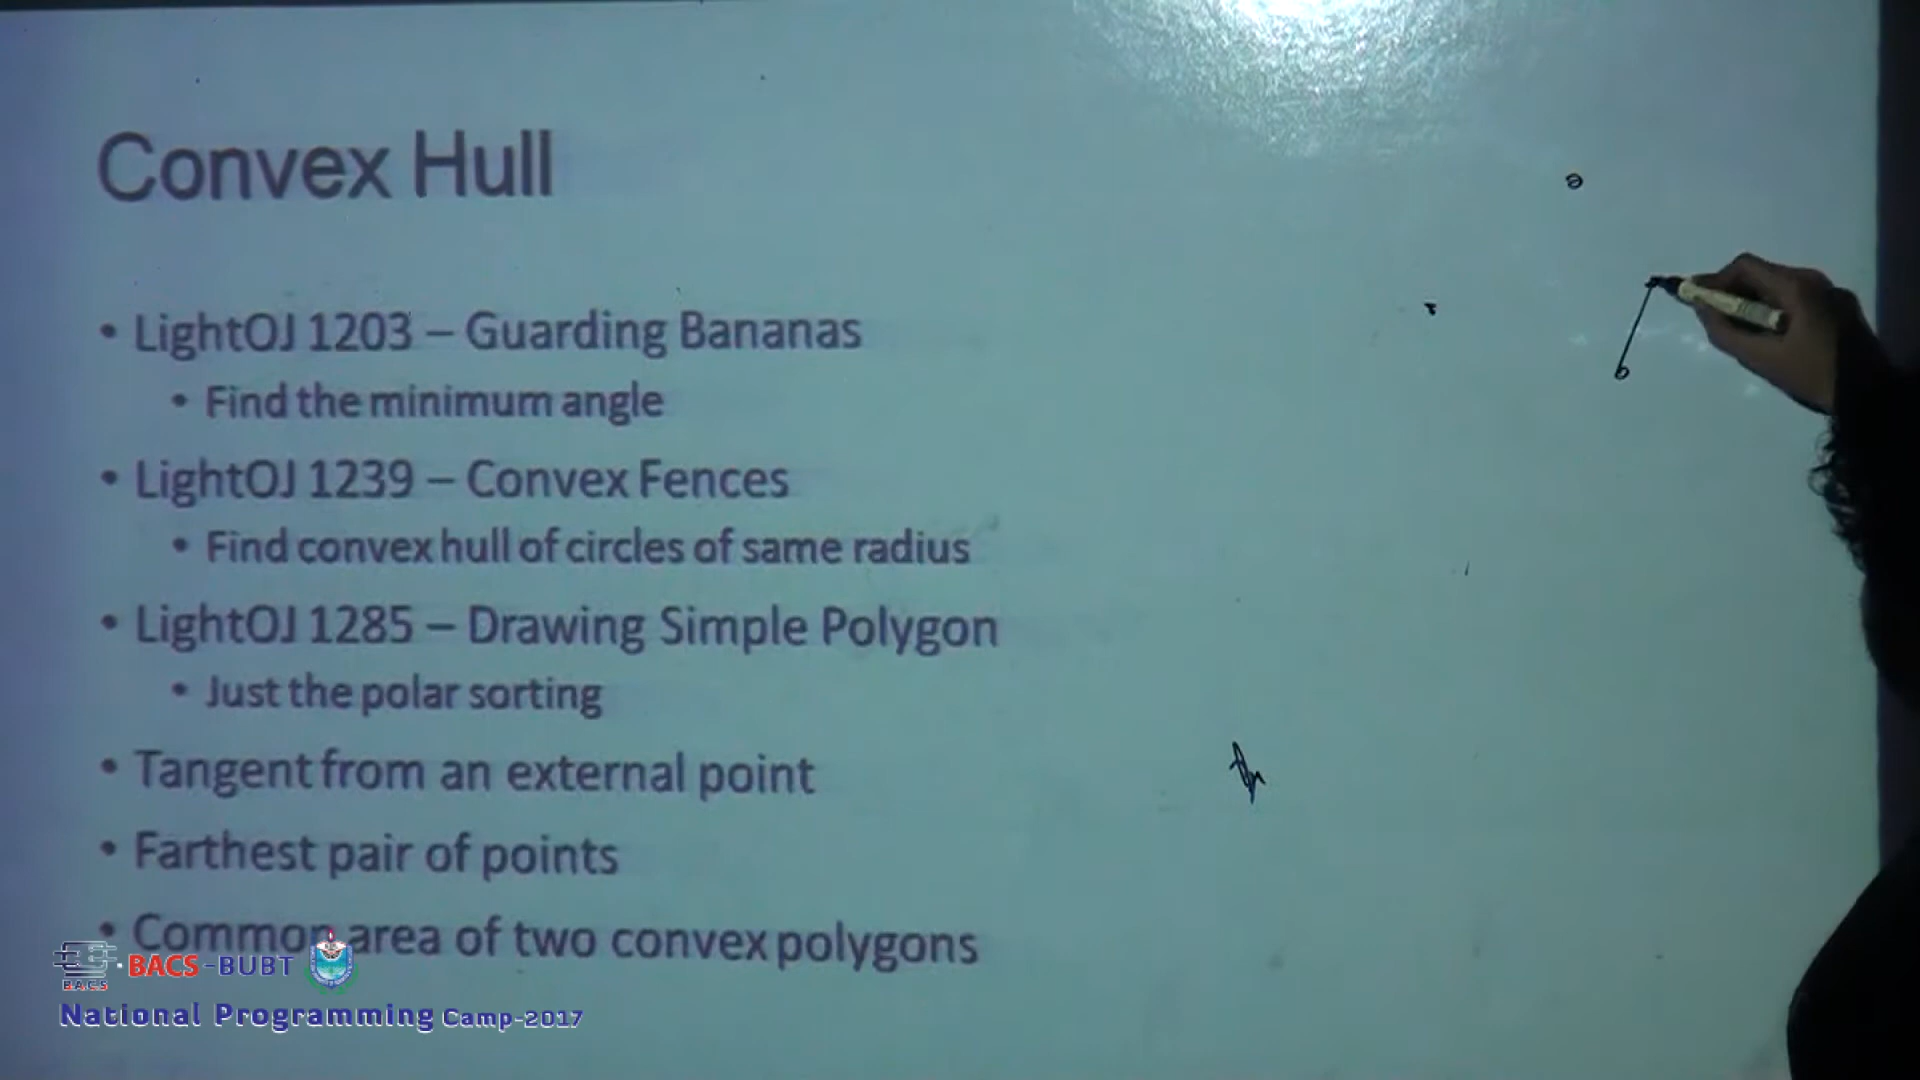 Convex Hull
• LightOJ 1203 – Guarding Bananas
• Find the minimum angle
• LightOJ 1239 – Convex Fences
• Find convex hull of circles of same radius
• LightOJ 1285 – Drawing Simple Polygon
• Just the polar sorting
• Tangent from an external point
• Farthest pair of points
• Common area of two convex polygons
B.A.C.S BACS-BUBT
National Programming Camp-2017